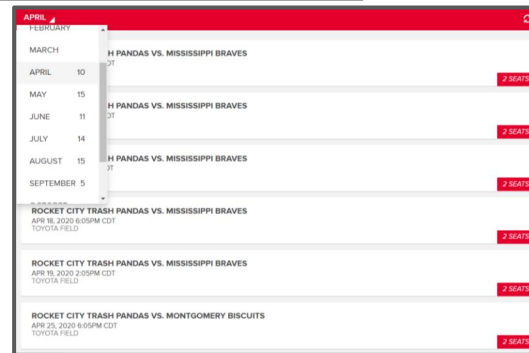 APRIL
FEBRUARY
MARCH
APRIL 10
MAY 15
JUNE 11
JULY 14
AUGUST 15
SEPTEMBER 5
H PANDAS VS. MISSISSIPPI BRAVES
DT
2 SEATS
H PANDAS VS. MISSISSIPPI BRAVES
DT
2 SEATS
H PANDAS VS. MISSISSIPPI BRAVES
DT
2 SEATS
ROCKET CITY TRASH PANDAS VS. MISSISSIPPI BRAVES
APR 18, 2020 6:05PM CDT
TOYOTA FIELD
2 SEATS
ROCKET CITY TRASH PANDAS VS. MISSISSIPPI BRAVES
APR 19, 2020 2:05PM CDT
TOYOTA FIELD
2 SEATS
ROCKET CITY TRASH PANDAS VS. MONTGOMERY BISCUITS
APR 25, 2020 6:05PM CDT
TOYOTA FIELD
2 SEATS